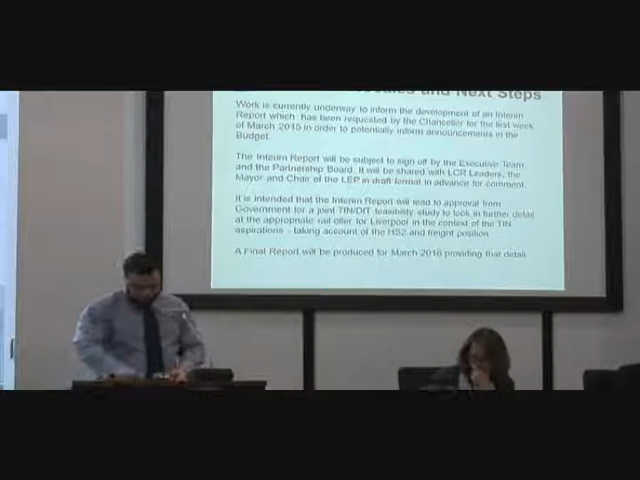 and Next Steps
Work is currently underway to inform the development of an Interim
Report which has been requested by the Chancellor for the first week
of March 2015 in order to potentially inform announcements in the
Budget.
The Interim Report will be subject to sign off by the Executive Team
and the Partnership Board. It will be shared with LCR Leaders, the
Mayor and Chair of the LEP in draft format in advance for comment.
It is intended that the Interim Report will lead to approval from
Government for a joint TfN/DfT feasibility study to look in further detail
at the appropriate rail offer for Liverpool in the context of the TfN
aspirations - taking account of the HS2 and freight position
A Final Report will be produced for March 2016 providing that detail